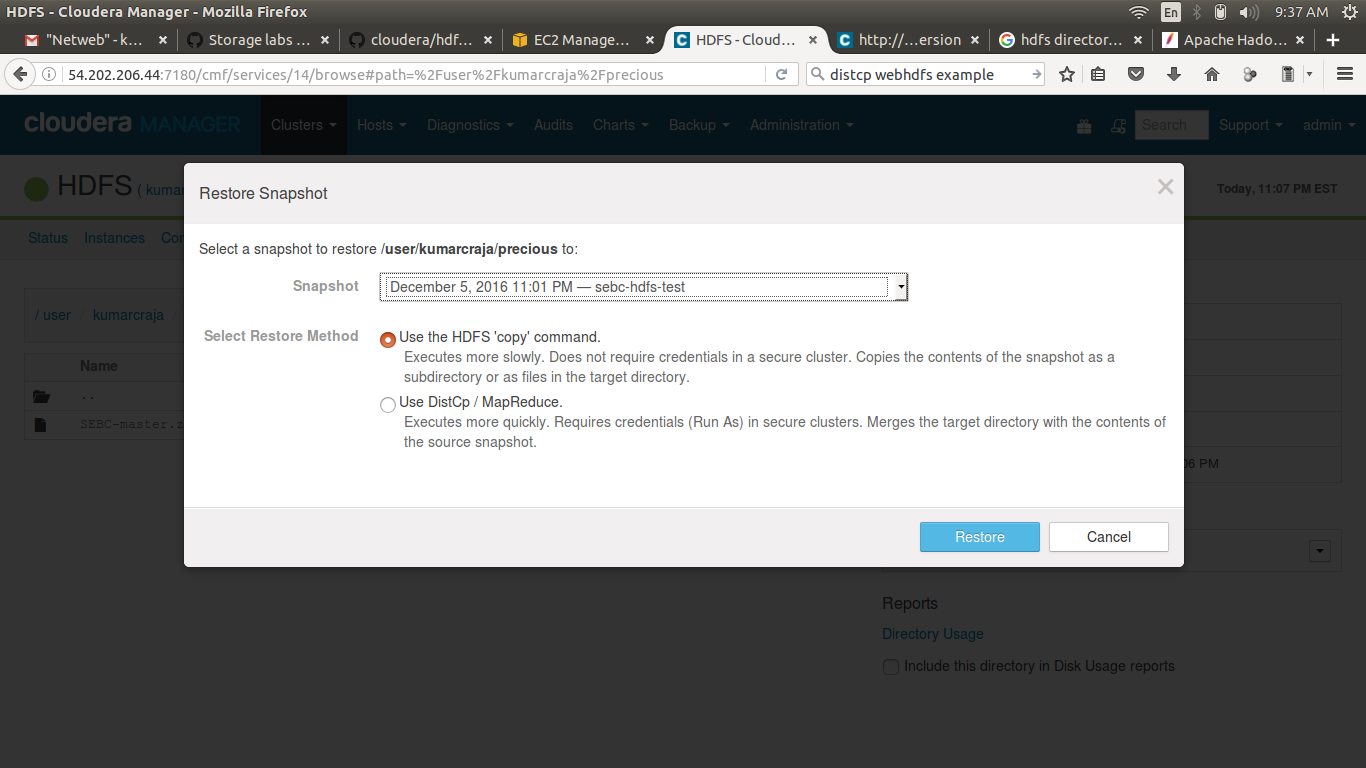 HDFS - Cloudera Manager - Mozilla Firefox
En
9:37 AM
"Netweb" - k...
Storage labs ...
cloudera/hdf...
EC2 Manage...
HDFS - Cloud...
http://...ersion
hdfs director...
Apache Hado...
54.202.206.44:7180/cmf/services/14/browse#path=%2Fuser%2Fkumarcraja%2Fprecious
distcp webhdfs example
cloudera MANAGER
Clusters
Hosts
Diagnostics
Audits
Charts
Backup
Administration
Search
Support
admin
HDFS ( kumar
Today, 11:07 PM EST
Status
Instances
Restore Snapshot
Select a snapshot to restore /user/kumarcraja/precious to:
Snapshot
December 5, 2016 11:01 PM — sebc-hdfs-test
Select Restore Method
Use the HDFS 'copy' command.
Executes more slowly. Does not require credentials in a secure cluster. Copies the contents of the snapshot as a
subdirectory or as files in the target directory.
Use DistCp / MapReduce.
Executes more quickly. Requires credentials (Run As) in secure clusters. Merges the target directory with the contents of
the source snapshot.
Restore
Cancel
/ user / kumarcraja /
Name
..
SEBC-master.
06 PM
Reports
Directory Usage
Include this directory in Disk Usage reports